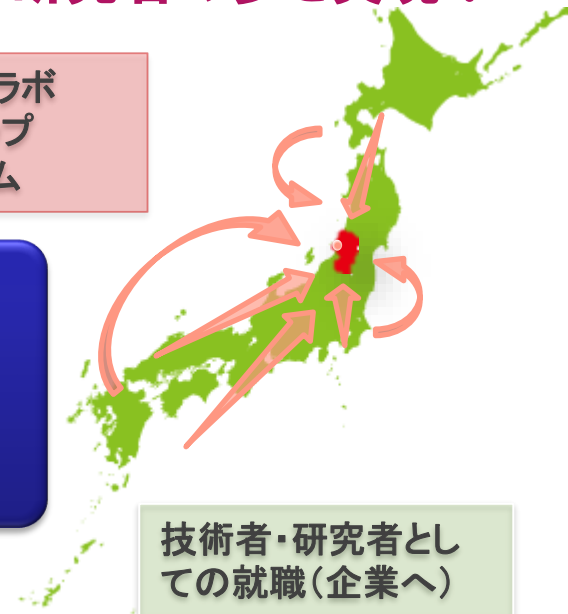 ラボ
プ
ム
技術者・研究者とし
ての就職（企業へ）